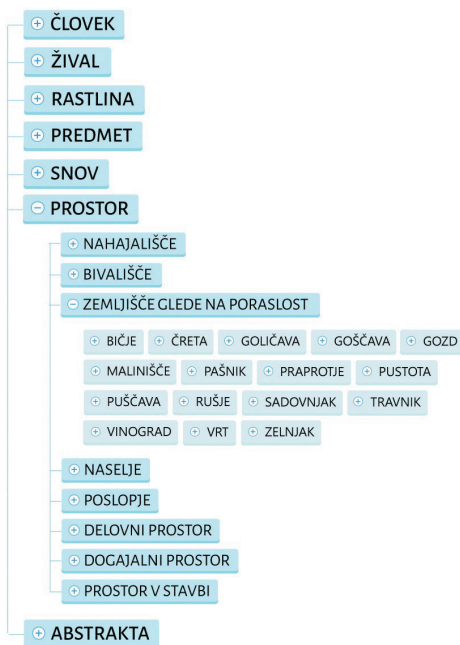 ČLOVEK
ŽIVAL
RASTLINA
PREDMET
SNOV
PROSTOR
NAHAJALIŠČE
BIVALIŠČE
ZEMLJIŠČE GLEDE NA PORASLOST
BIČJE ČRETA GOLIČAVA GOŠČAVA GOZD
MALINIŠČE PAŠNIK PRAPROTJE PUSTOTA
PUŠČAVA RUŠJE SADOVNJAK TRAVNIK
VINOGRAD VRT ZELNJAK
NASELJE
POSLOPJE
DELOVNI PROSTOR
DOGAJALNI PROSTOR
PROSTOR V STAVBI
ABSTRAKTA